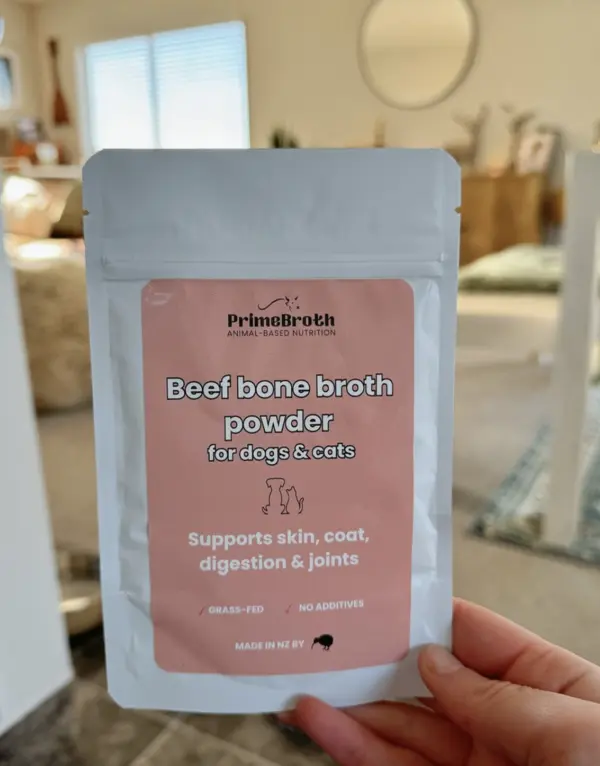 PrimeBroth
ANIMAL-BASED NUTRITION
Beef bone broth
powder
for dogs & cats
Supports skin, coat,
digestion & joints
✓ GRASS-FED ✓ NO ADDITIVES
MADE IN NZ BY